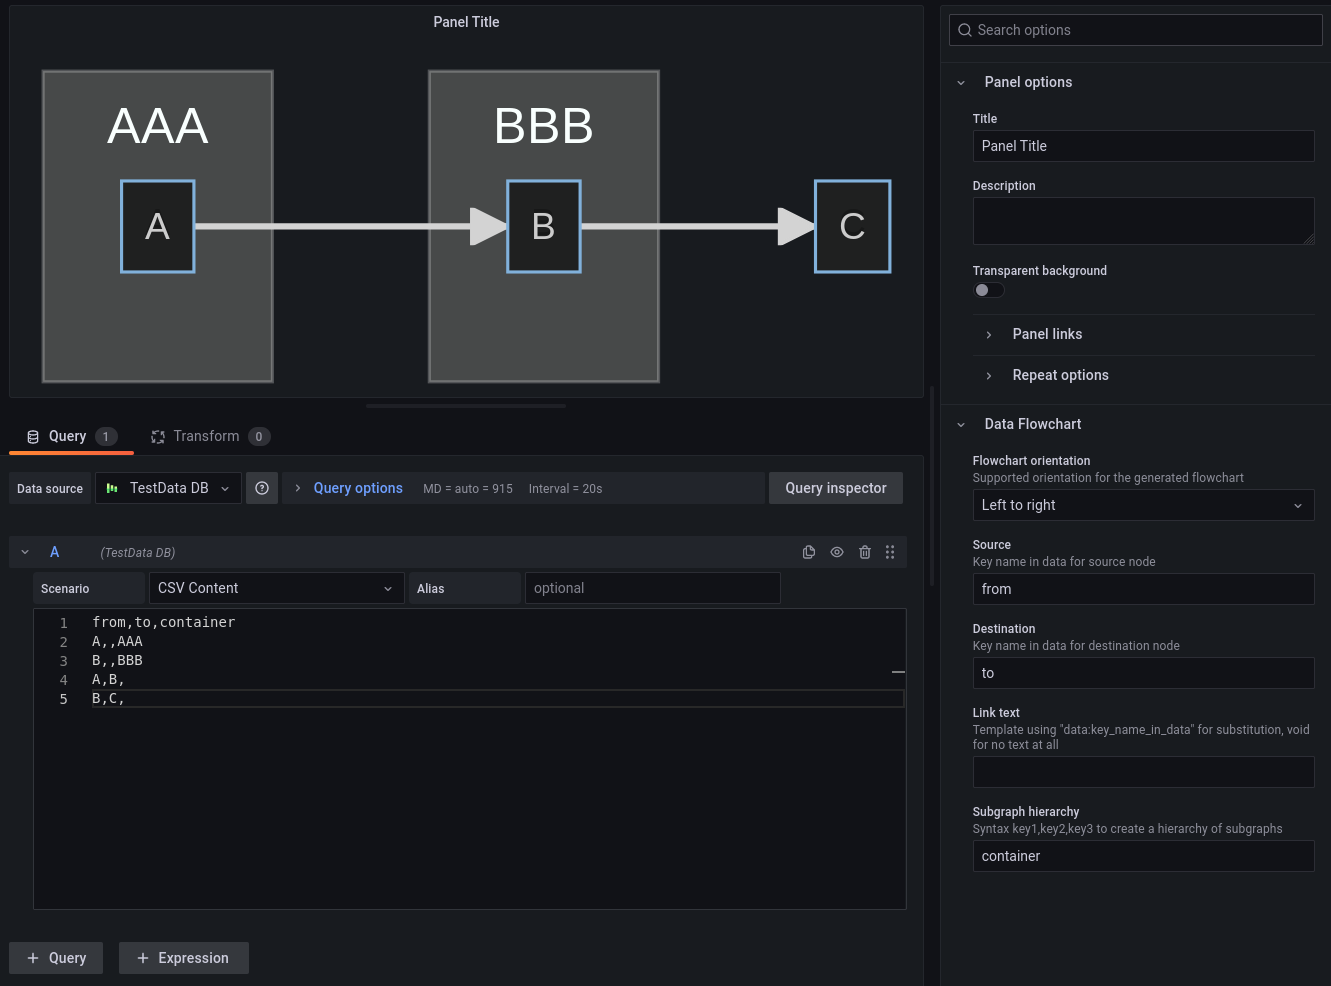 Panel Title
AAA
BBB
A
B
C
Query 1
Transform 0
Data source
TestData DB
Query options
MD = auto = 915
Interval = 20s
Query inspector
A
(TestData DB)
Scenario
CSV Content
Alias
optional
1 from,to,container
2 A,,AAA
3 B,,BBB
4 A,B,
5 B,C,
+ Query
+ Expression
Search options
Panel options
Title
Panel Title
Description
Transparent background
Panel links
Repeat options
Data Flowchart
Flowchart orientation
Supported orientation for the generated flowchart
Left to right
Source
Key name in data for source node
from
Destination
Key name in data for destination node
to
Link text
Template using "data:key_name_in_data" for substitution, void
for no text at all
Subgraph hierarchy
Syntax key1,key2,key3 to create a hierarchy of subgraphs
container